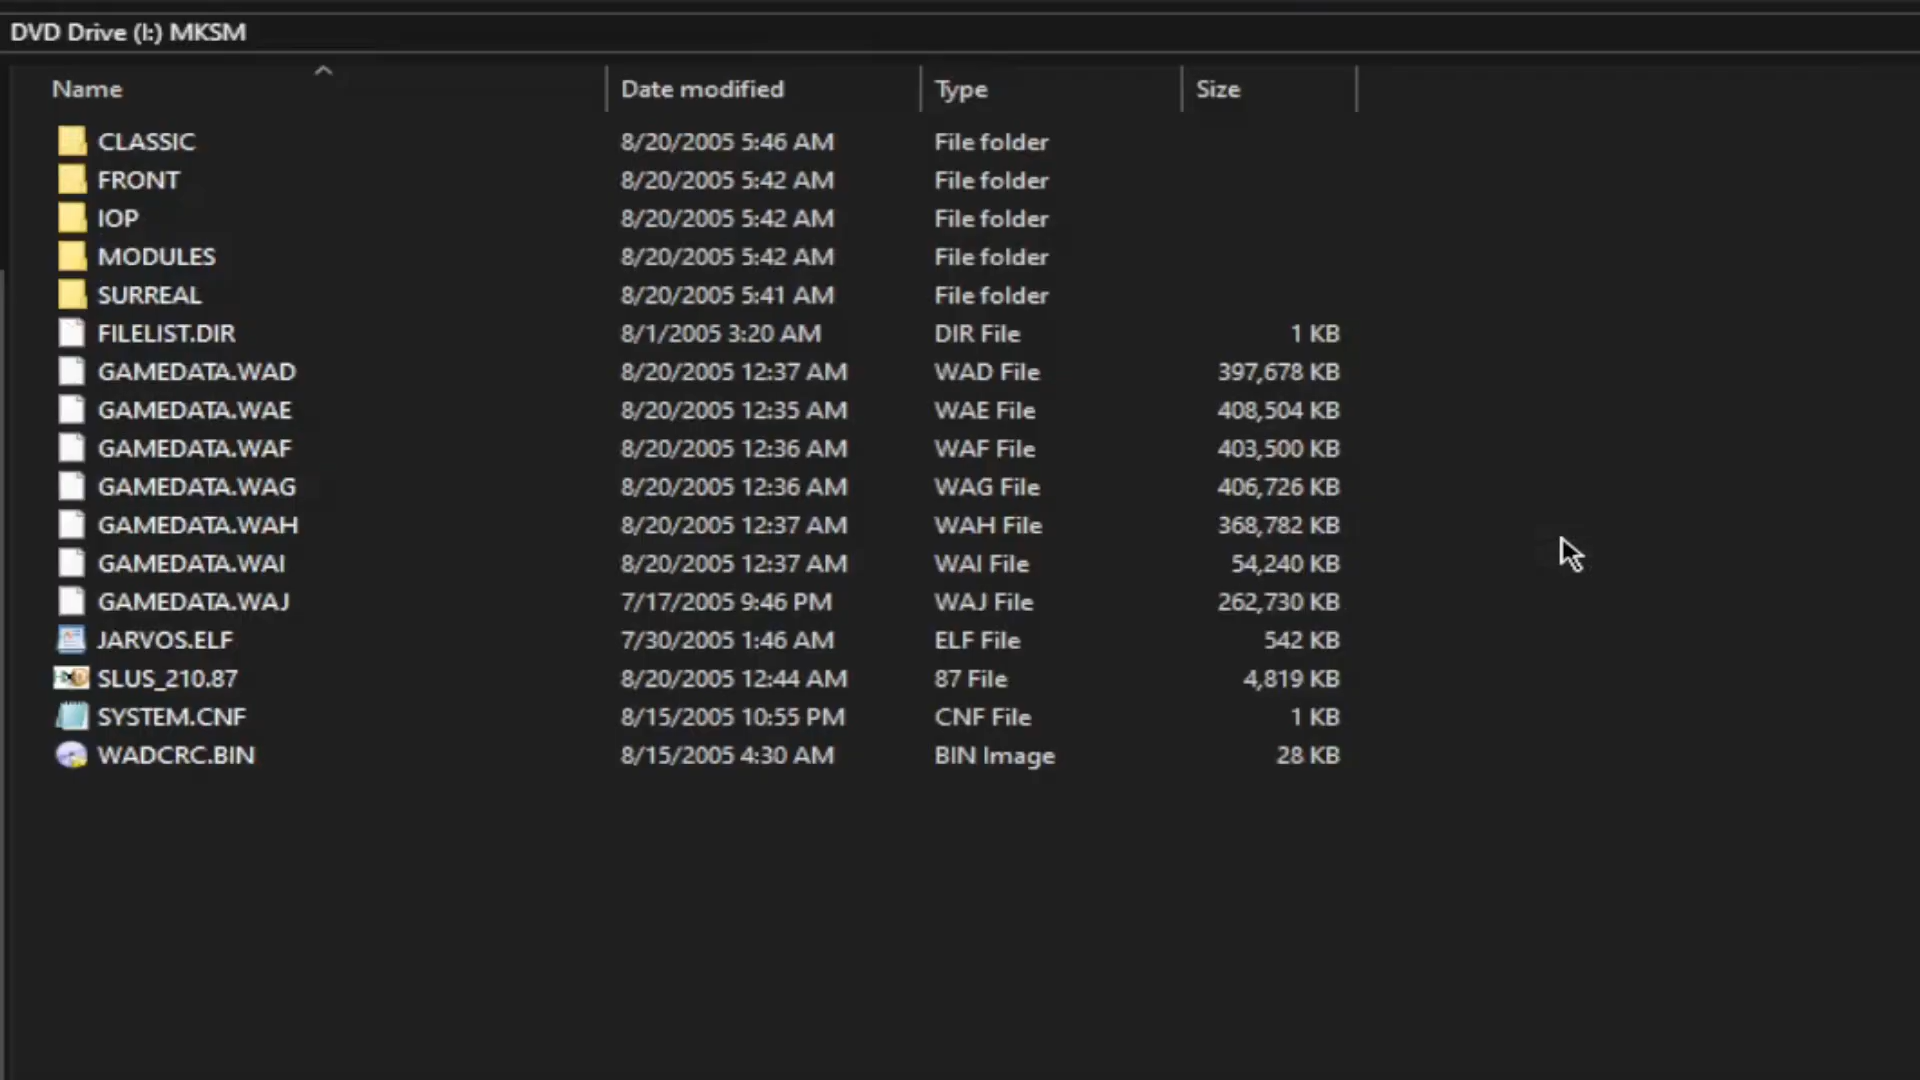 DVD Drive (I:) MKSM
Name Date modified Type Size
CLASSIC 8/20/2005 5:46 AM File folder
FRONT 8/20/2005 5:42 AM File folder
IOP 8/20/2005 5:42 AM File folder
MODULES 8/20/2005 5:42 AM File folder
SURREAL 8/20/2005 5:41 AM File folder
FILELIST.DIR 8/1/2005 3:20 AM DIR File 1 KB
GAMEDATA.WAD 8/20/2005 12:37 AM WAD File 397,678 KB
GAMEDATA.WAE 8/20/2005 12:35 AM WAE File 408,504 KB
GAMEDATA.WAF 8/20/2005 12:36 AM WAF File 403,500 KB
GAMEDATA.WAG 8/20/2005 12:36 AM WAG File 406,726 KB
GAMEDATA.WAH 8/20/2005 12:37 AM WAH File 368,782 KB
GAMEDATA.WAI 8/20/2005 12:37 AM WAI File 54,240 KB
GAMEDATA.WAJ 7/17/2005 9:46 PM WAJ File 262,730 KB
JARVOS.ELF 7/30/2005 1:46 AM ELF File 542 KB
SLUS_210.87 8/20/2005 12:44 AM 87 File 4,819 KB
SYSTEM.CNF 8/15/2005 10:55 PM CNF File 1 KB
WADCRC.BIN 8/15/2005 4:30 AM BIN Image 28 KB